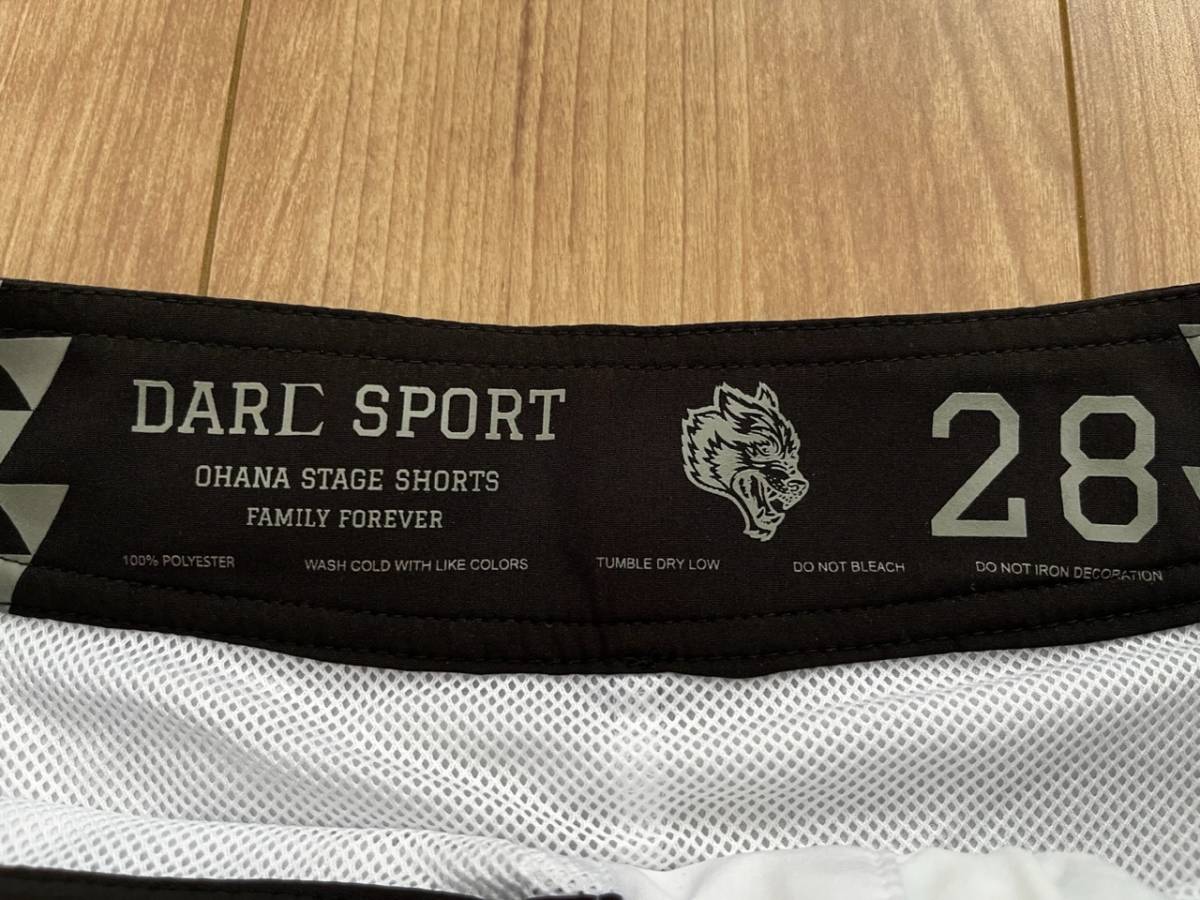 DARC SPORT
OHANA STAGE SHORTS
FAMILY FOREVER
28
100% POLYESTER WASH COLD WITH LIKE COLORS TUMBLE DRY LOW DO NOT BLEACH DO NOT IRON DECORATION